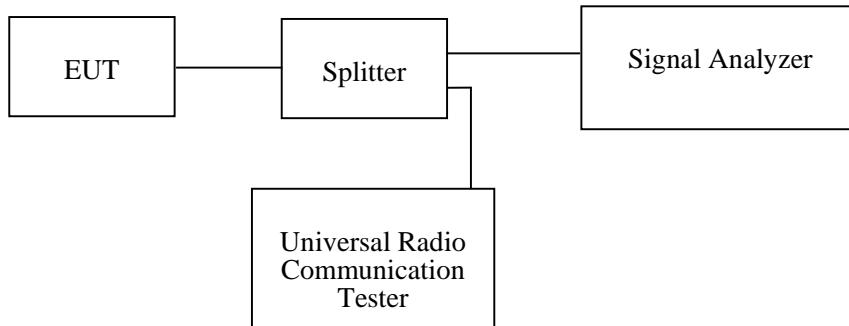 EUT
Splitter
Signal Analyzer
Universal Radio
Communication
Tester